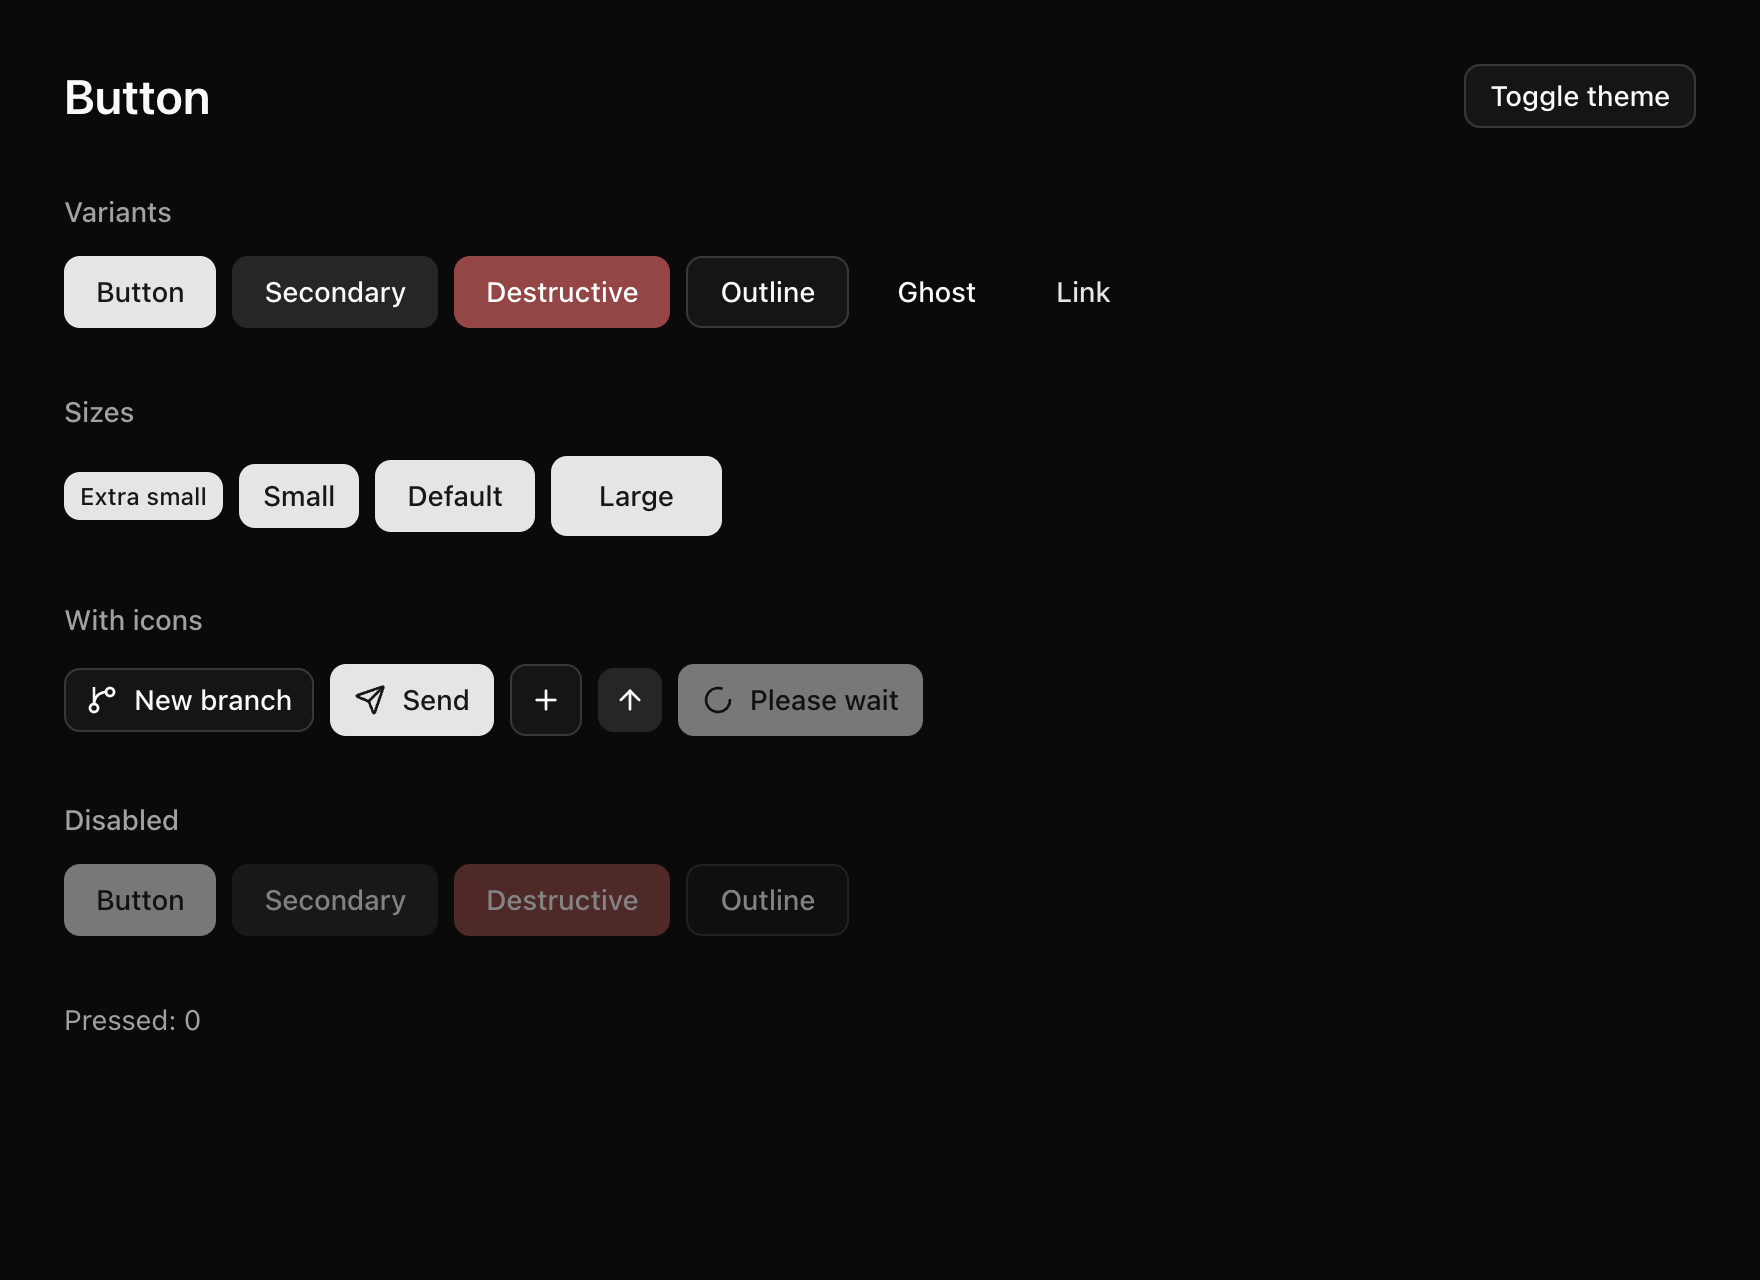 Button
Toggle theme
Variants
Button Secondary Destructive Outline Ghost Link
Sizes
Extra small Small Default Large
With icons
New branch Send Please wait
Disabled
Button Secondary Destructive Outline
Pressed: 0